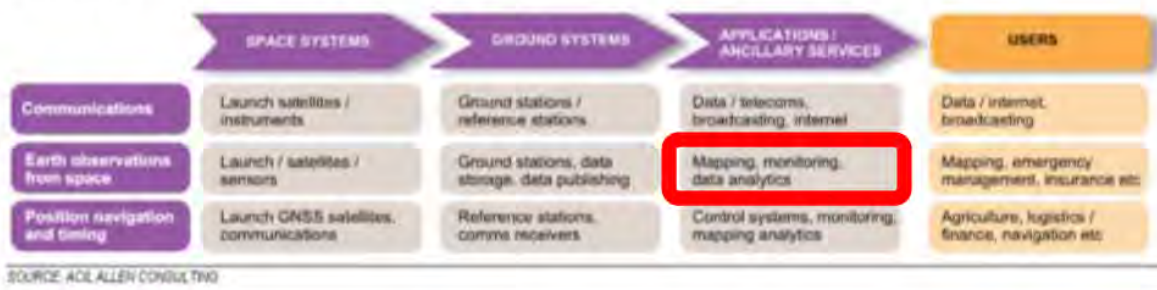 SPACE SYSTEMS
GROUND SYSTEMS
APPLICATIONS /
ANCILLARY SERVICES
USERS
Communications
Launch satellites /
instruments
Ground stations /
reference stations
Data / telecoms,
broadcasting, internet
Data / internet,
broadcasting
Earth observations
from space
Launch / satellites /
sensors
Ground stations, data
storage, data publishing
Mapping, monitoring,
data analytics
Mapping, emergency
management, insurance etc
Position navigation
and timing
Launch GNSS satellites,
communications
Reference stations,
comms receivers
Control systems, monitoring,
mapping analytics
Agriculture, logistics /
finance, navigation etc
SOURCE: ACIL ALLEN CONSULTING